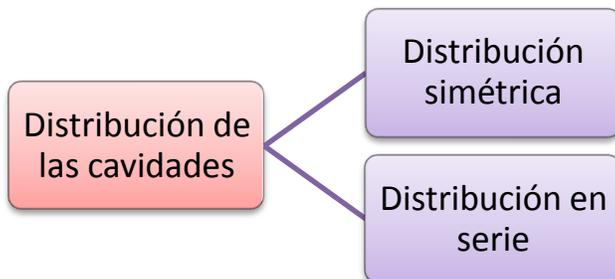 Distribución de
las cavidades
Distribución
simétrica
Distribución en
serie